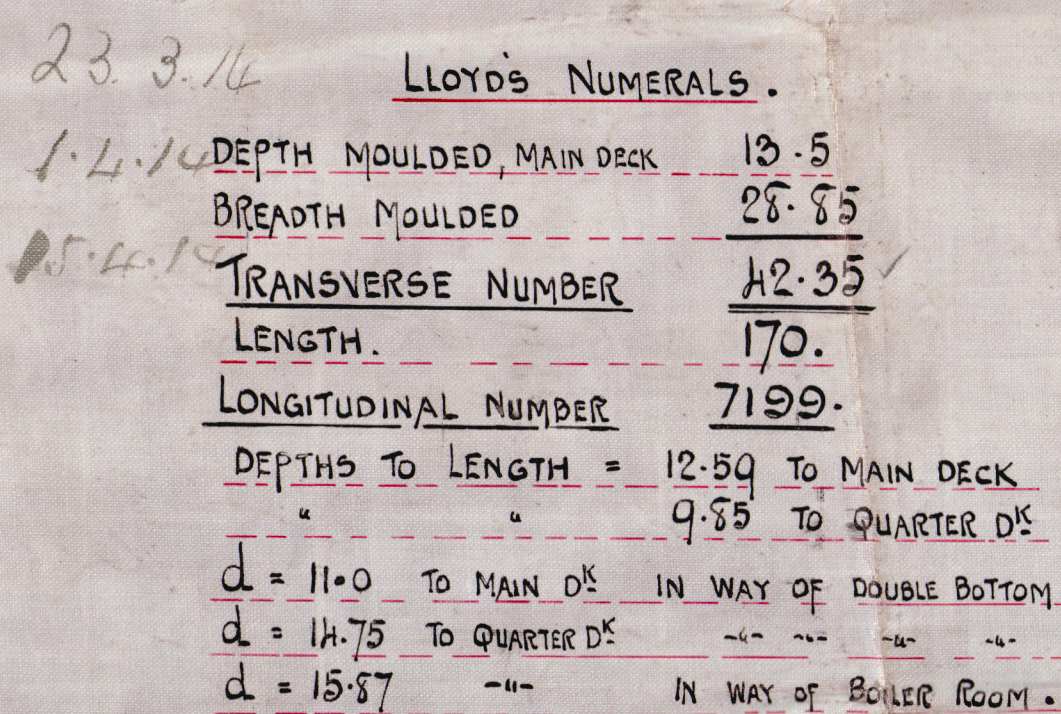 23.3.14
LLOYD'S NUMERALS.
1.4.14
DEPTH MOULDED, MAIN DECK 13.5
BREADTH MOULDED 28.85
15.4.14
TRANSVERSE NUMBER 42.35 ✓
LENGTH. 170.
LONGITUDINAL NUMBER 7199.
DEPTHS TO LENGTH = 12.59 TO MAIN DECK
" " 9.85 TO QUARTER DK
d = 11.0 TO MAIN DK IN WAY OF DOUBLE BOTTOM
d = 14.75 TO QUARTER DK -"- -"- -"- -"-
d = 15.87 -"- IN WAY OF BOILER ROOM.